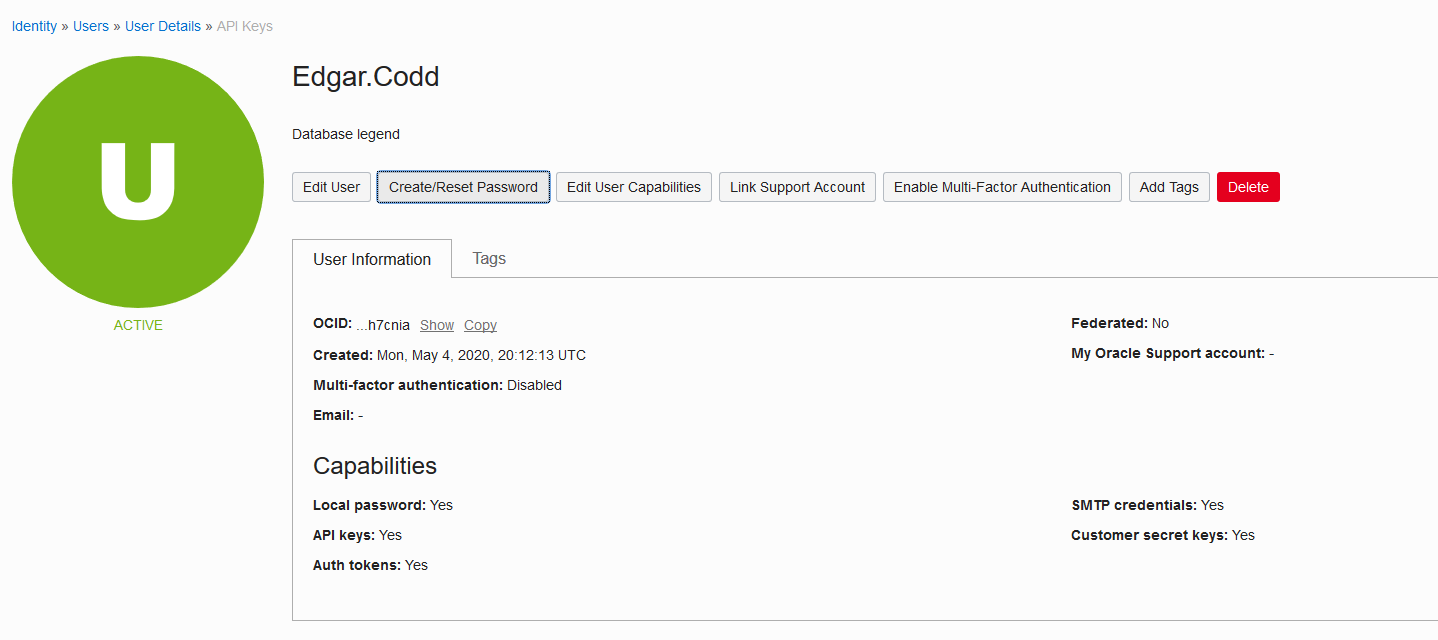 Identity » Users » User Details » API Keys
U
ACTIVE
Edgar.Codd
Database legend
Edit User Create/Reset Password Edit User Capabilities Link Support Account Enable Multi-Factor Authentication Add Tags Delete
User Information Tags
OCID: ...h7cnia Show Copy
Created: Mon, May 4, 2020, 20:12:13 UTC
Multi-factor authentication: Disabled
Email: -
Federated: No
My Oracle Support account: -
Capabilities
Local password: Yes
API keys: Yes
Auth tokens: Yes
SMTP credentials: Yes
Customer secret keys: Yes